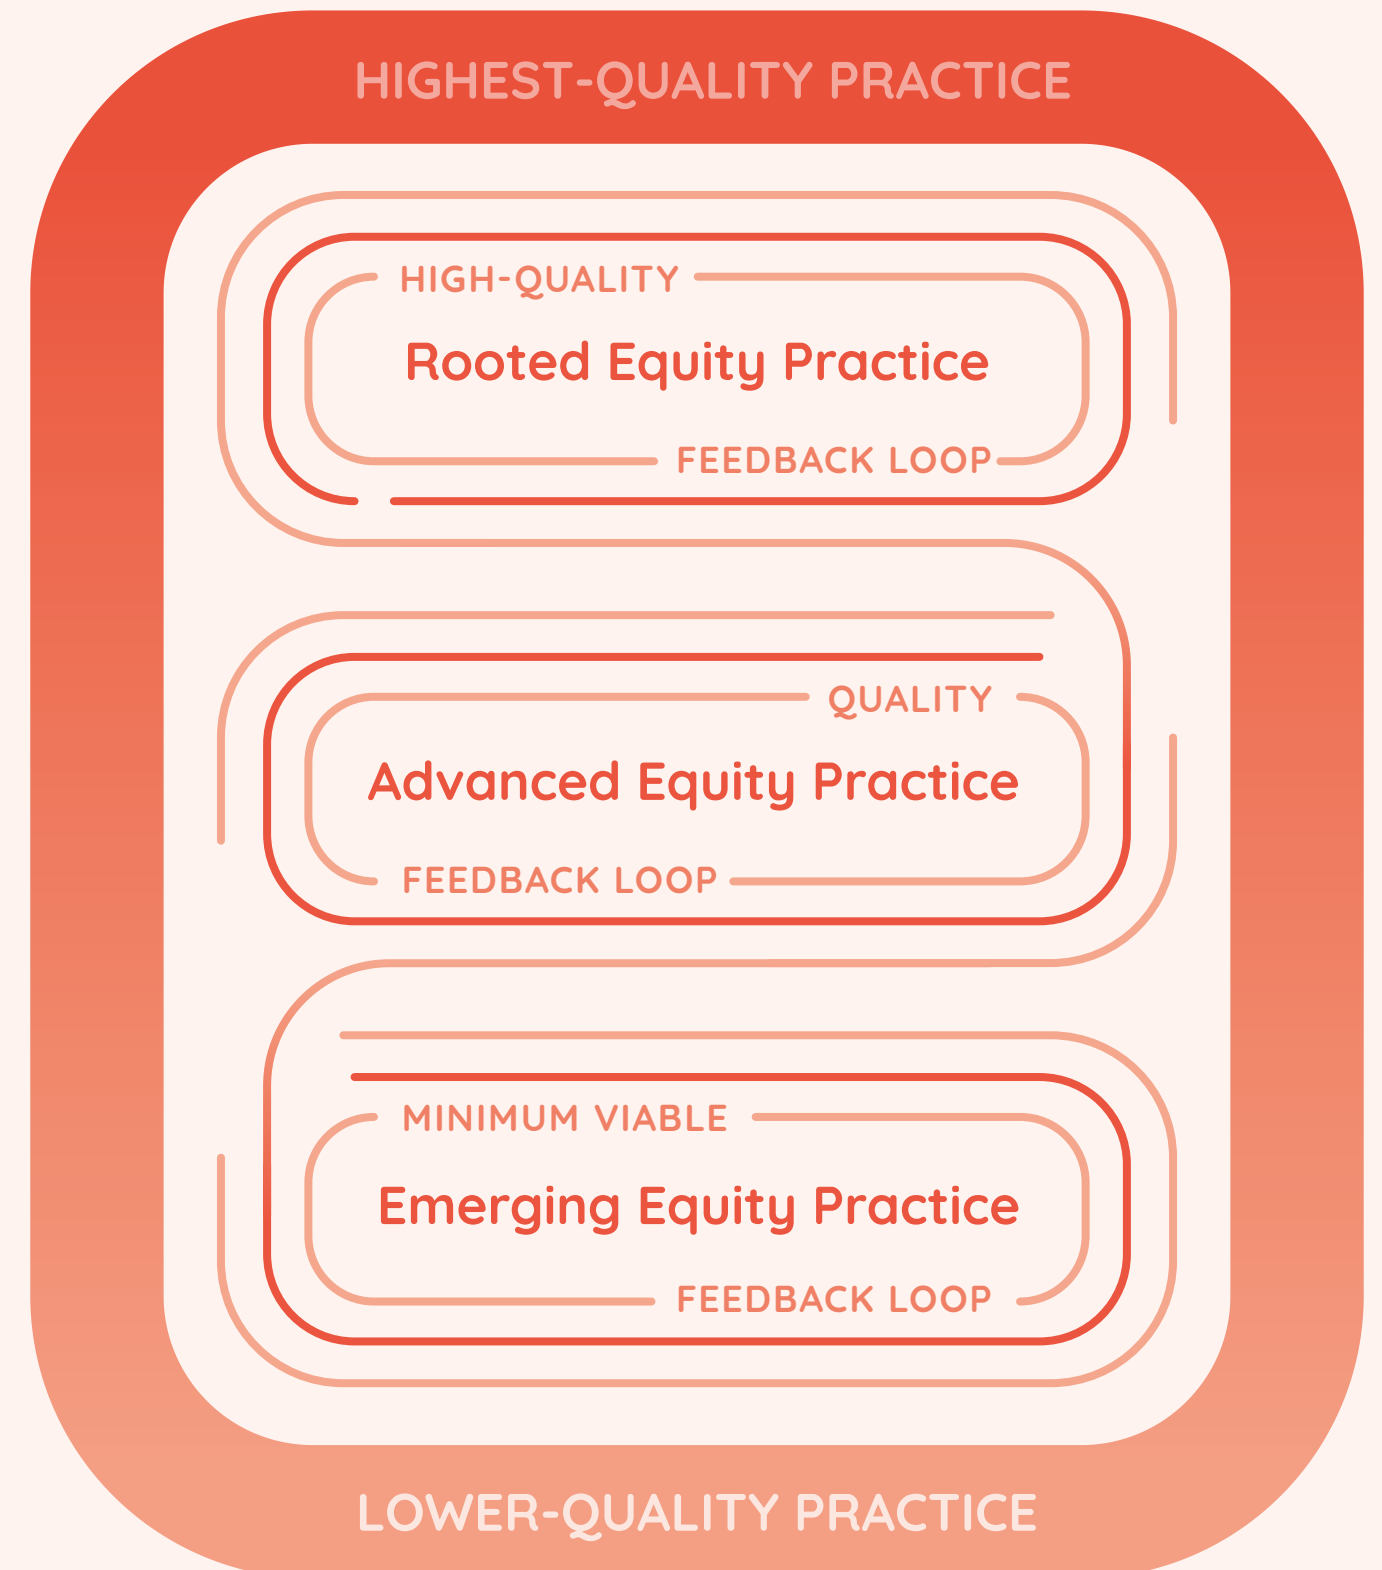 HIGHEST-QUALITY PRACTICE
HIGH-QUALITY
Rooted Equity Practice
FEEDBACK LOOP
QUALITY
Advanced Equity Practice
FEEDBACK LOOP
MINIMUM VIABLE
Emerging Equity Practice
FEEDBACK LOOP
LOWER-QUALITY PRACTICE